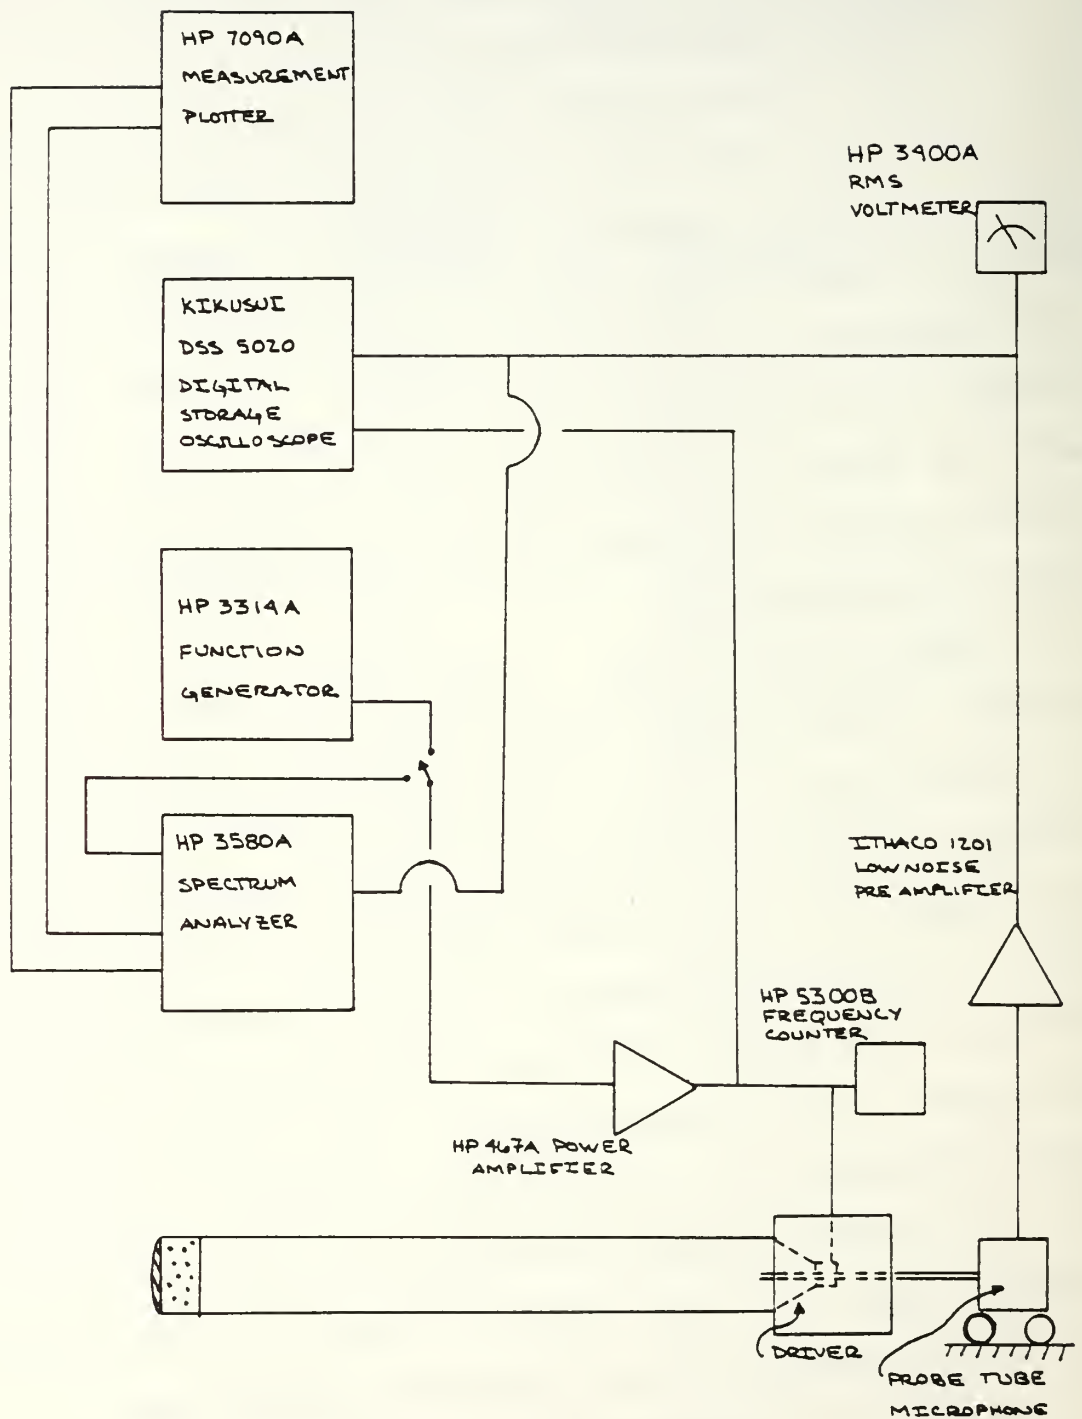 HP 7090A
MEASUREMENT
PLOTTER
HP 3400A
RMS
VOLTMETER
KIKUSUI
DSS 5020
DIGITAL
STORAGE
OSCILLOSCOPE
HP 3314A
FUNCTION
GENERATOR
HP 3580A
SPECTRUM
ANALYZER
ITHACO 1201
LOW NOISE
PRE AMPLIFIER
HP 5300B
FREQUENCY
COUNTER
HP 467A POWER
AMPLIFIER
DRIVER
PROBE TUBE
MICROPHONE